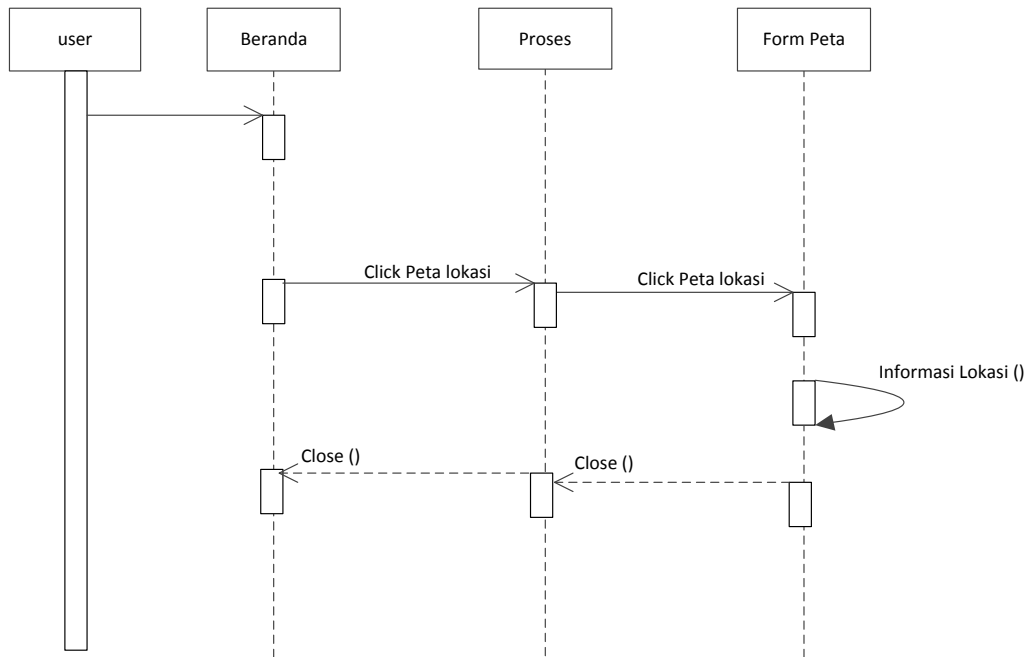 user
Beranda
Proses
Form Peta
Click Peta lokasi
Click Peta lokasi
Informasi Lokasi ()
Close ()
Close ()